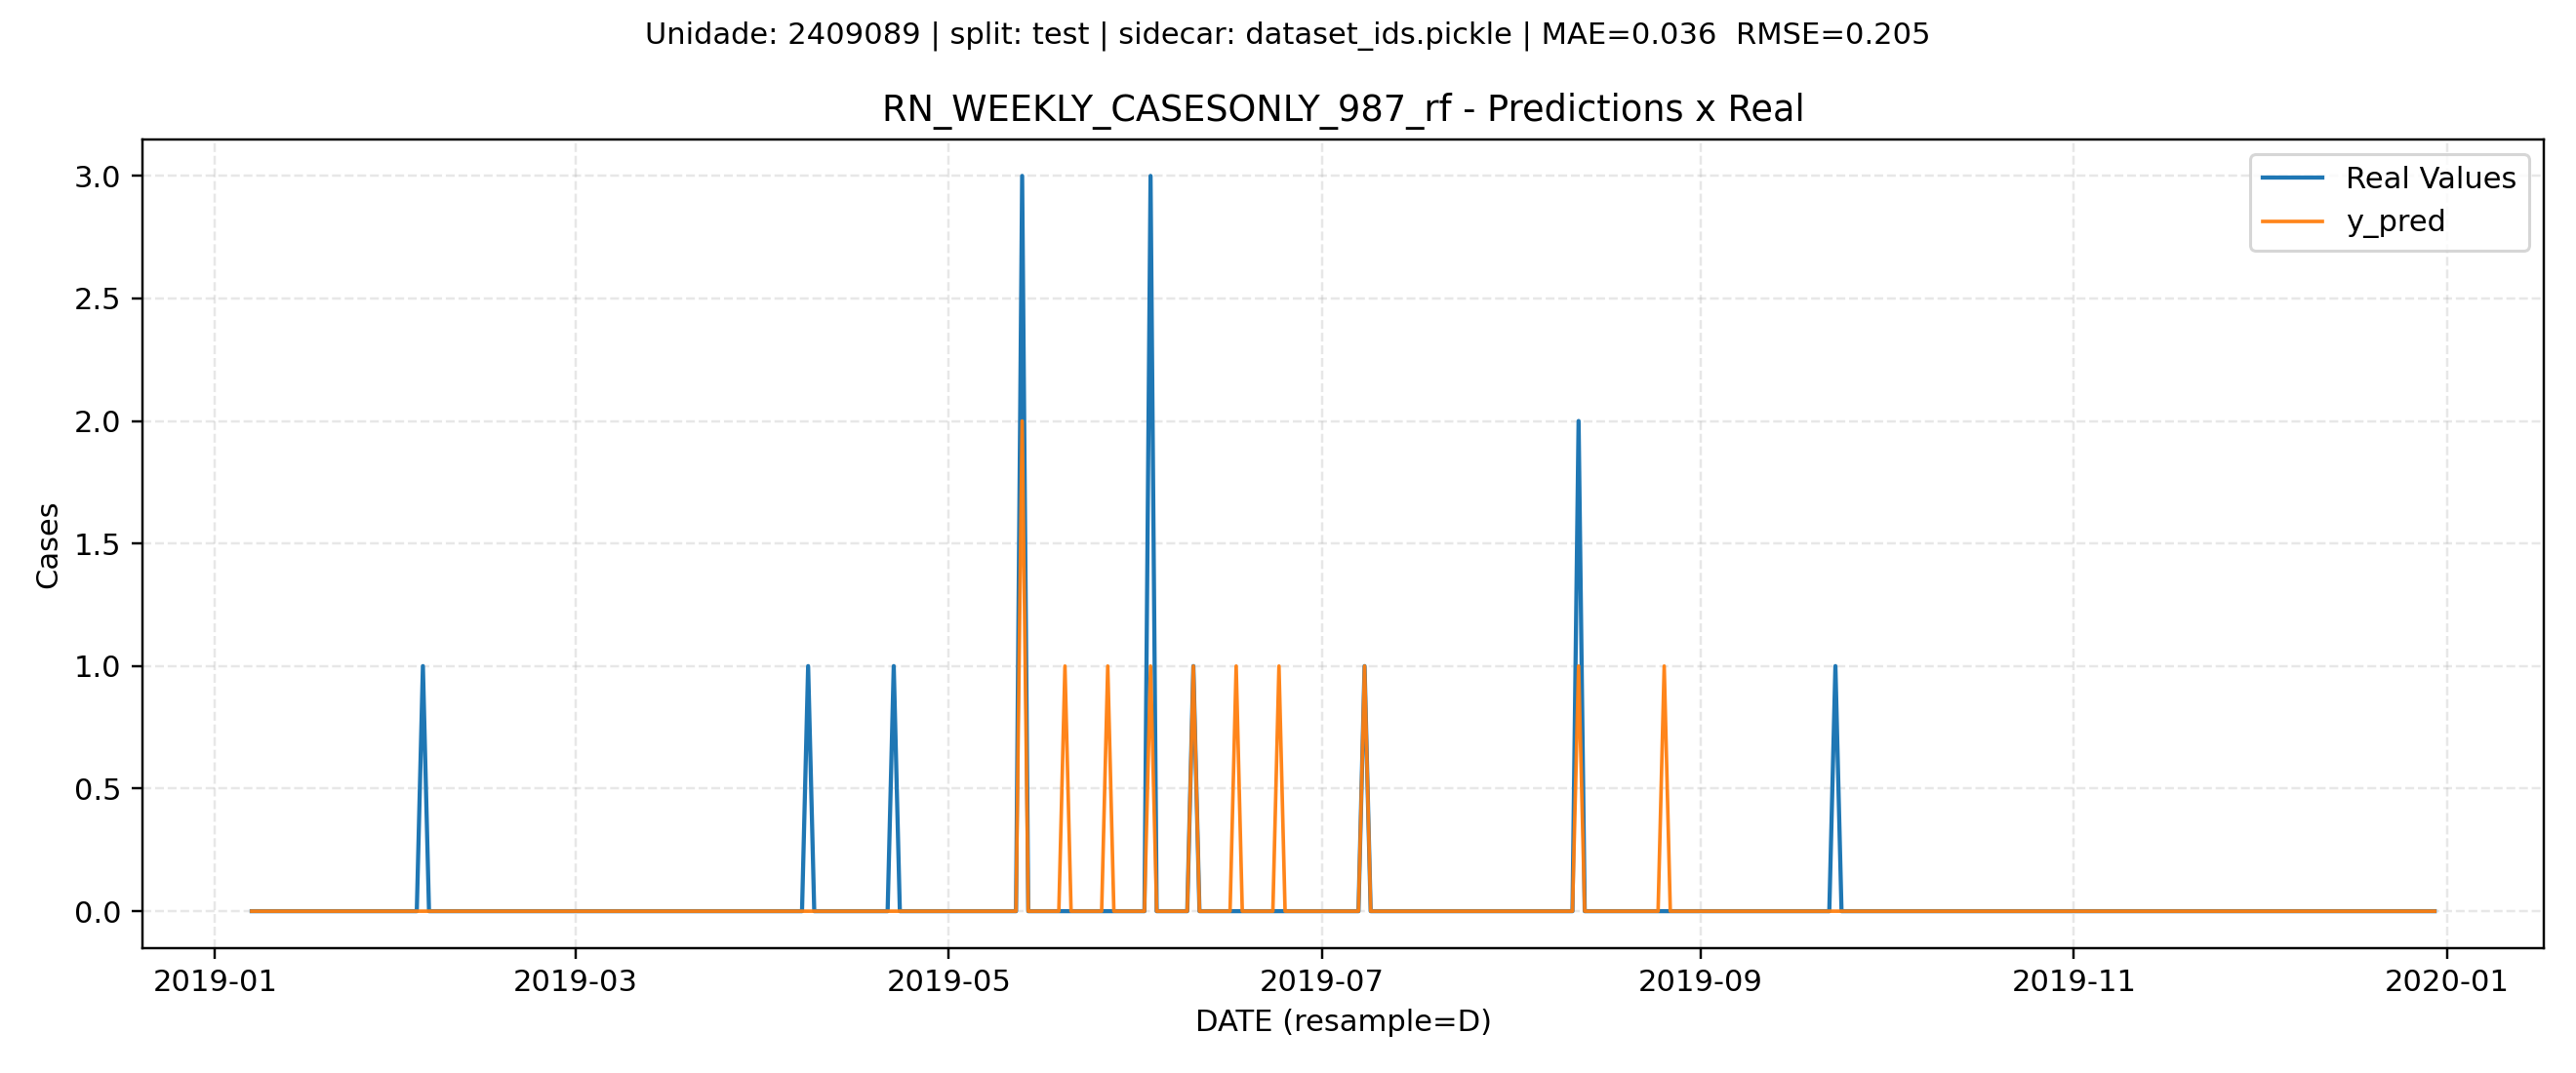 Unidade: 2409089 | split: test | sidecar: dataset_ids.pickle | MAE=0.036  RMSE=0.205
RN_WEEKLY_CASESONLY_987_rf - Predictions x Real
Real Values
y_pred
Cases
3.0
2.5
2.0
1.5
1.0
0.5
0.0
2019-01
2019-03
2019-05
2019-07
2019-09
2019-11
2020-01
DATE (resample=D)